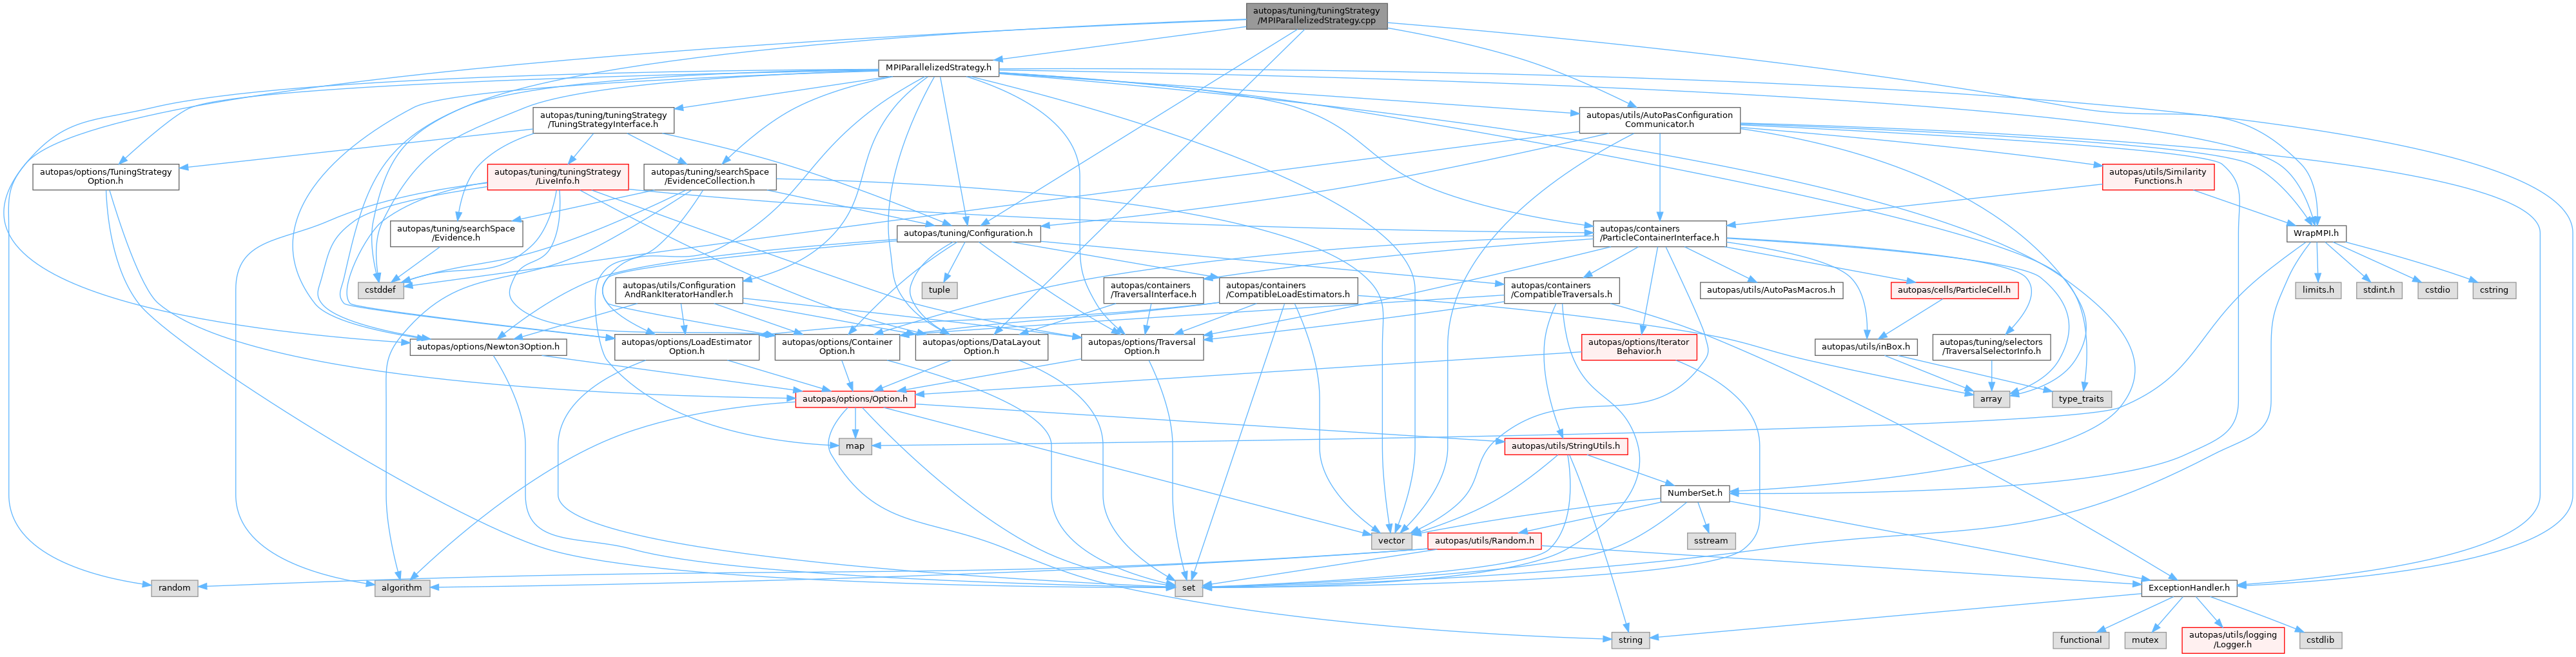 autopas/tuning/tuningStrategy
/MPIParallelizedStrategy.cpp
MPIParallelizedStrategy.h
autopas/tuning/tuningStrategy
/TuningStrategyInterface.h
autopas/utils/AutoPasConfiguration
Communicator.h
autopas/options/TuningStrategy
Option.h
autopas/tuning/tuningStrategy
/LiveInfo.h
autopas/tuning/searchSpace
/EvidenceCollection.h
autopas/utils/Similarity
Functions.h
autopas/tuning/searchSpace
/Evidence.h
autopas/tuning/Configuration.h
autopas/containers
/ParticleContainerInterface.h
WrapMPI.h
cstddef
autopas/utils/Configuration
AndRankIteratorHandler.h
tuple
autopas/containers
/TraversalInterface.h
autopas/containers
/CompatibleLoadEstimators.h
autopas/containers
/CompatibleTraversals.h
autopas/utils/AutoPasMacros.h
autopas/cells/ParticleCell.h
limits.h
stdint.h
cstdio
cstring
autopas/options/Newton3Option.h
autopas/options/LoadEstimator
Option.h
autopas/options/Container
Option.h
autopas/options/DataLayout
Option.h
autopas/options/Traversal
Option.h
autopas/options/Iterator
Behavior.h
autopas/utils/inBox.h
autopas/tuning/selectors
/TraversalSelectorInfo.h
autopas/options/Option.h
array
type_traits
map
autopas/utils/StringUtils.h
NumberSet.h
vector
autopas/utils/Random.h
sstream
random
algorithm
set
ExceptionHandler.h
string
functional
mutex
autopas/utils/logging
/Logger.h
cstdlib